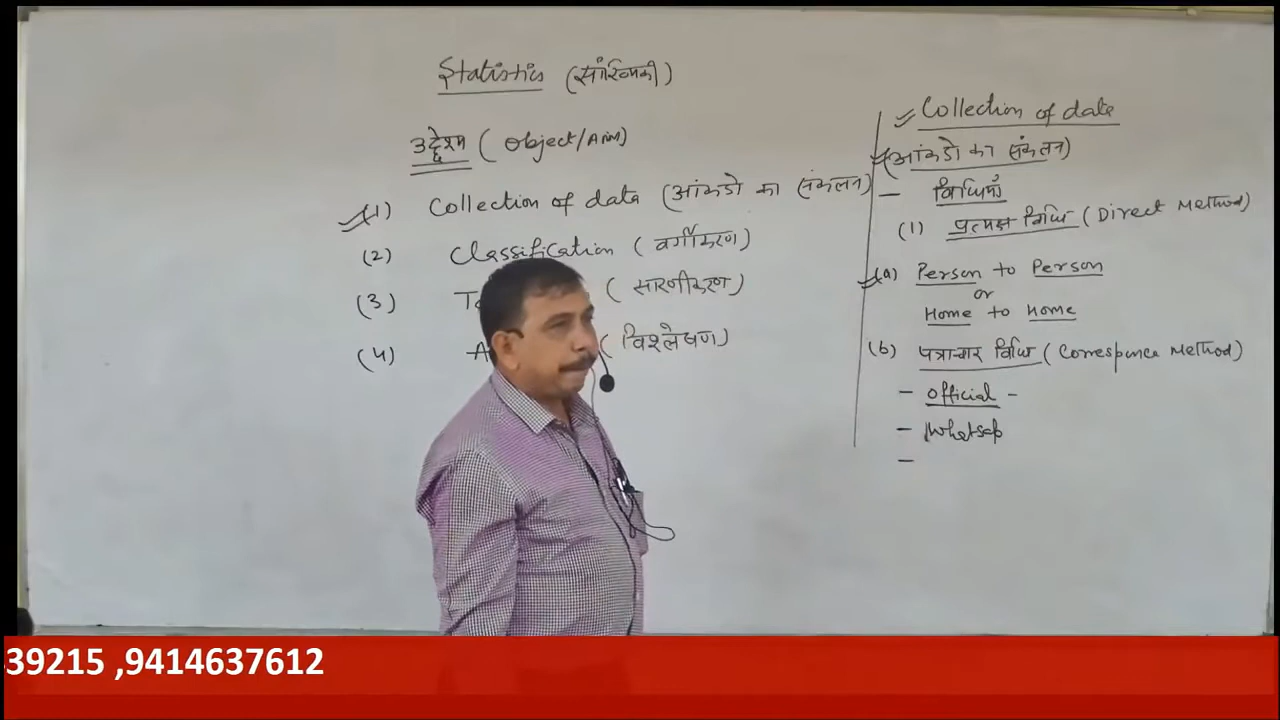 Statistics (सांख्यिकी)
उद्देश्य (Object/Aim)
(1) Collection of data (आंकडो का संकलन)
(2) Classification (वर्गीकरण)
(3) (सारणीकरण)
(4) (विश्लेषण)
Collection of data
(आंकडो का संकलन)
- विधियाँ
(1) प्रत्यक्ष विधि (Direct Method)
(a) Person to Person
or
Home to Home
(b) पत्राचार विधि (Correspence Method)
- Official -
- Whatsap
-
39215 ,9414637612